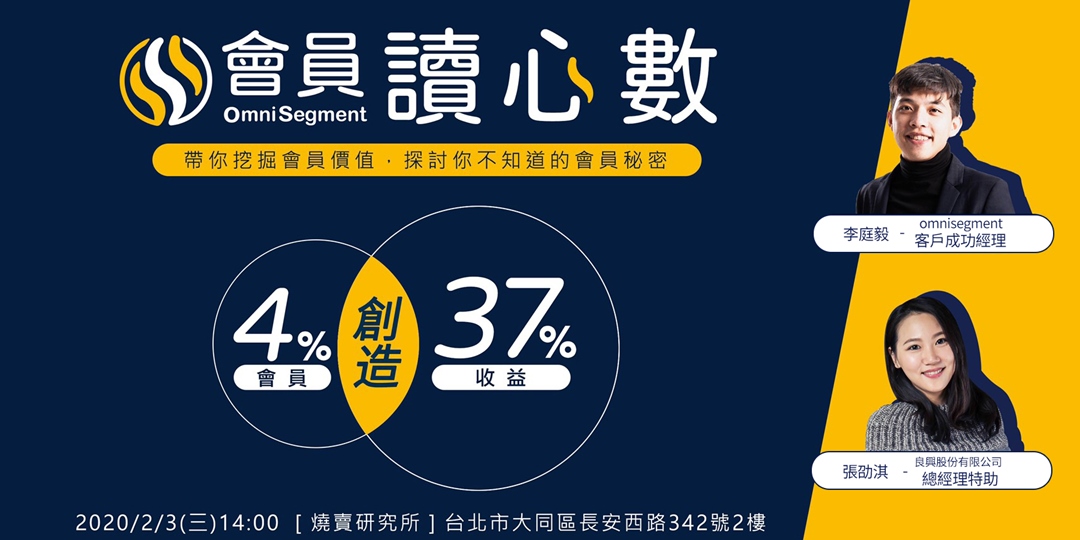 會員 讀心數
OmniSegment
帶你挖掘會員價值，探討你不知道的會員秘密
4%
會員
創造
37%
收益
李庭毅 - omnisegment
客戶成功經理
張劭淇 - 良興股份有限公司
總經理特助
2020/2/3(三)14:00 [ 燒賣研究所 ] 台北市大同區長安西路342號2樓